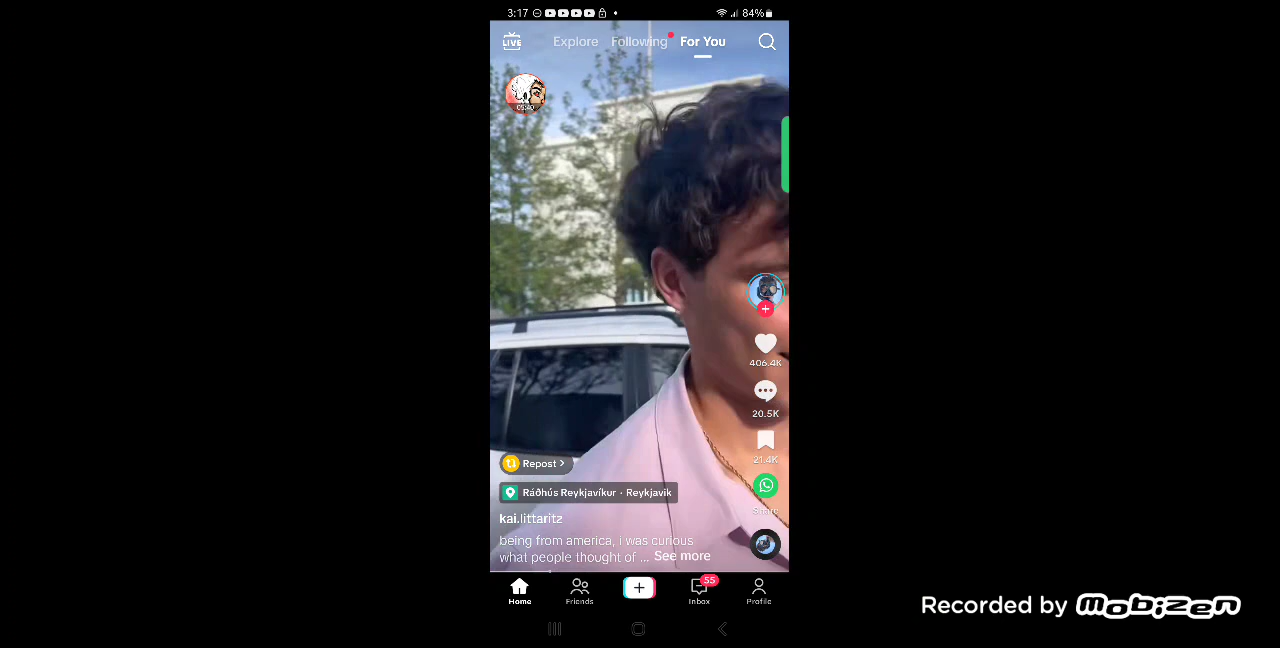 3:17
84%
LIVE
Explore Following For You
05:40
406.4K
20.5K
21.4K
Repost >
Ráðhús Reykjavíkur · Reykjavik
Share
kai.littaritz
being from america, i was curious
what people thought of ... See more
Home
Friends
55
Inbox
Profile
Recorded by mobizen